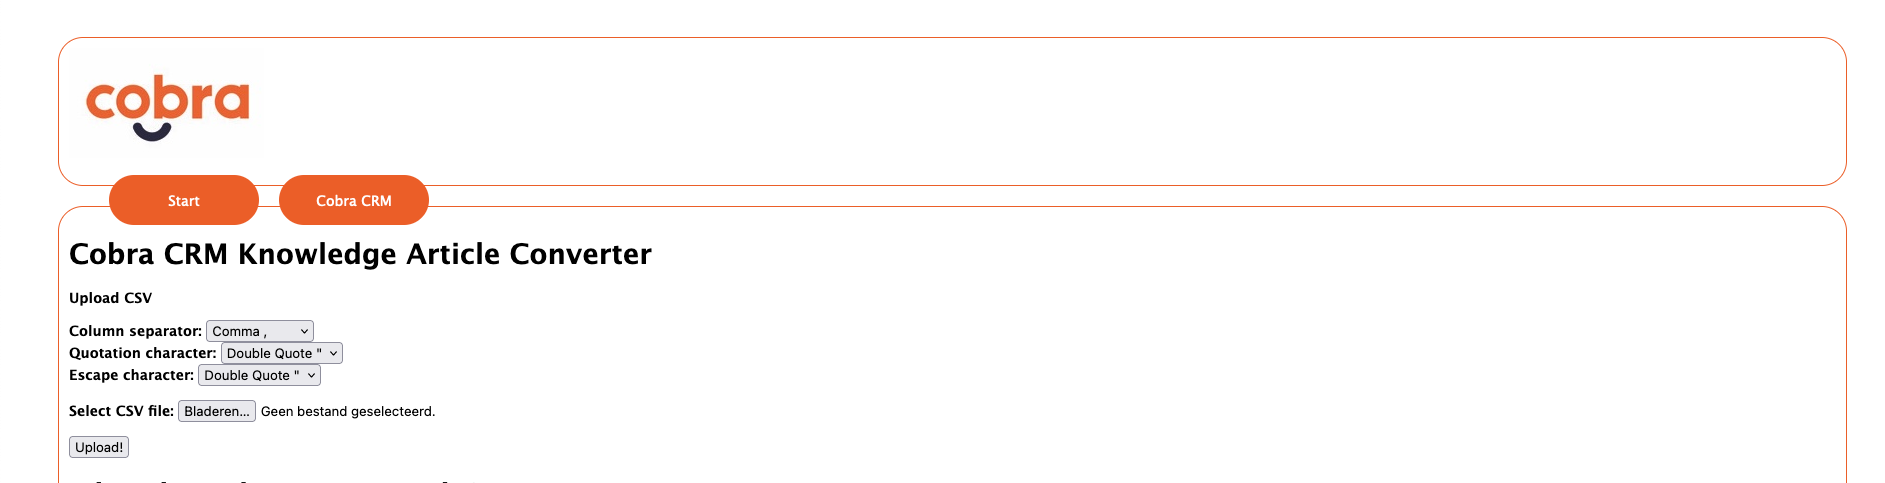 cobra
Start
Cobra CRM
Cobra CRM Knowledge Article Converter
Upload CSV
Column separator: Comma ,
Quotation character: Double Quote "
Escape character: Double Quote "
Select CSV file: Bladeren... Geen bestand geselecteerd.
Upload!